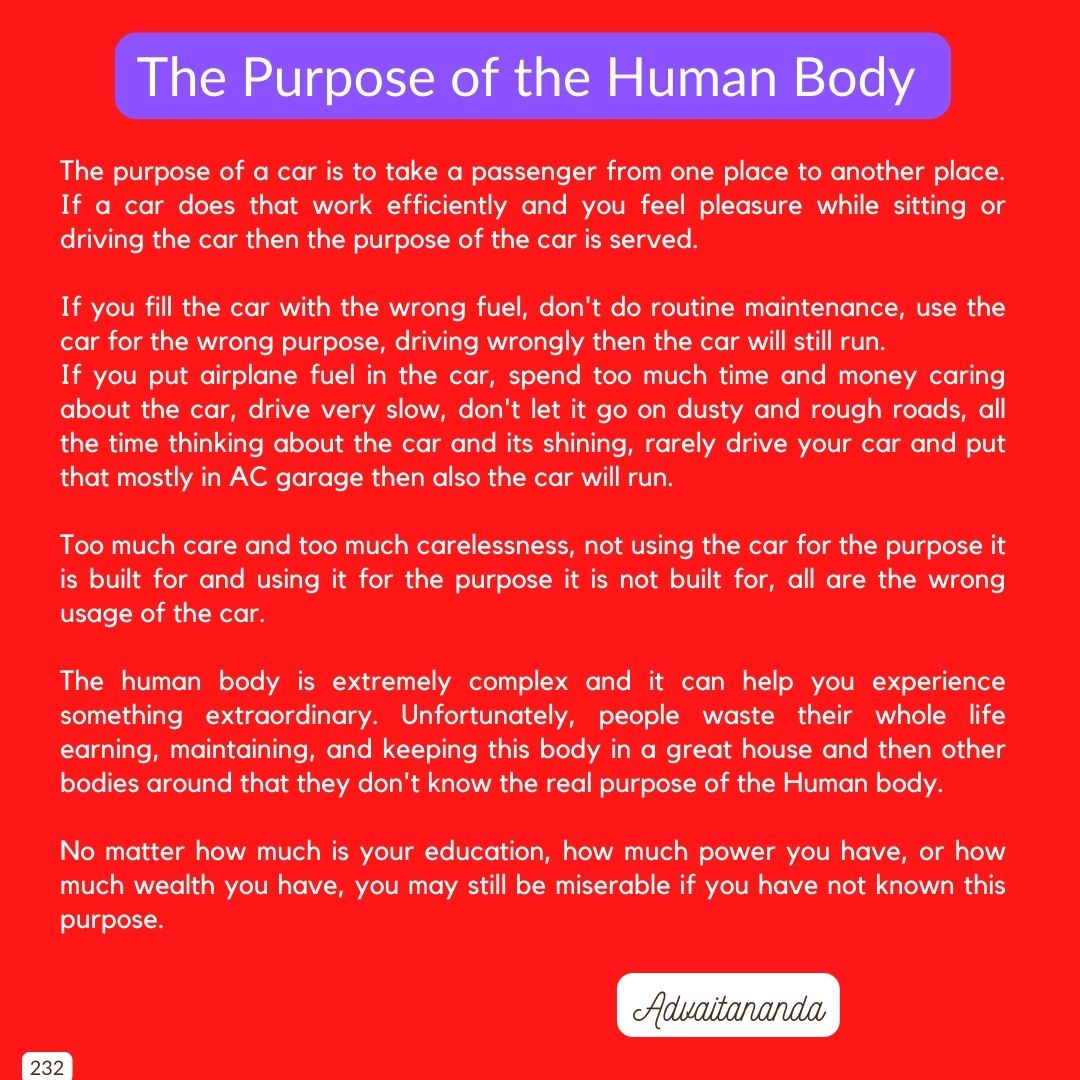 The Purpose of the Human Body
The purpose of a car is to take a passenger from one place to another place.
If a car does that work efficiently and you feel pleasure while sitting or
driving the car then the purpose of the car is served.
If you fill the car with the wrong fuel, don't do routine maintenance, use the
car for the wrong purpose, driving wrongly then the car will still run.
If you put airplane fuel in the car, spend too much time and money caring
about the car, drive very slow, don't let it go on dusty and rough roads, all
the time thinking about the car and its shining, rarely drive your car and put
that mostly in AC garage then also the car will run.
Too much care and too much carelessness, not using the car for the purpose it
is built for and using it for the purpose it is not built for, all are the wrong
usage of the car.
The human body is extremely complex and it can help you experience
something extraordinary. Unfortunately, people waste their whole life
earning, maintaining, and keeping this body in a great house and then other
bodies around that they don't know the real purpose of the Human body.
No matter how much is your education, how much power you have, or how
much wealth you have, you may still be miserable if you have not known this
purpose.
Advaitananda
232